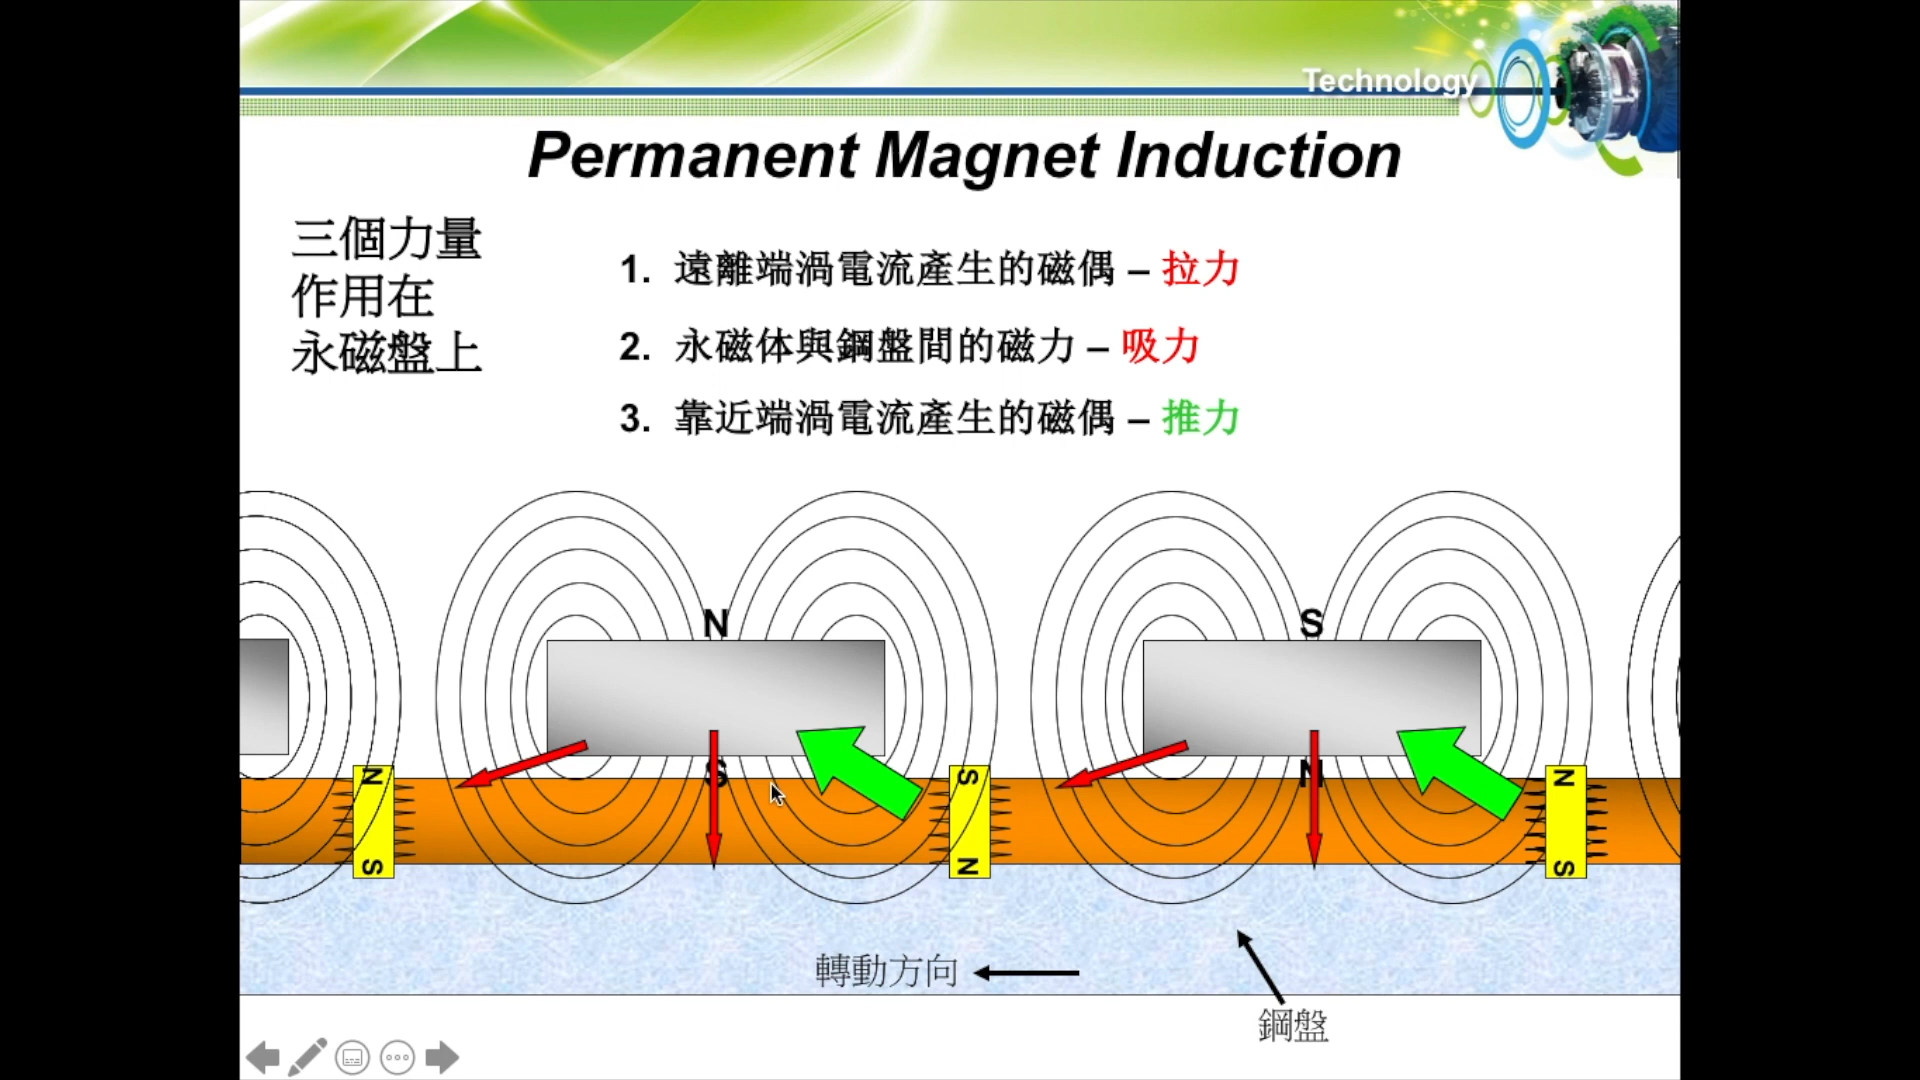 Technology
Permanent Magnet Induction
三個力量
作用在
永磁盤上
1. 遠離端渦電流產生的磁偶 – 拉力
2. 永磁体與鋼盤間的磁力 – 吸力
3. 靠近端渦電流產生的磁偶 – 推力
N
S
S
N
N
S
N
S
N
S
轉動方向
鋼盤